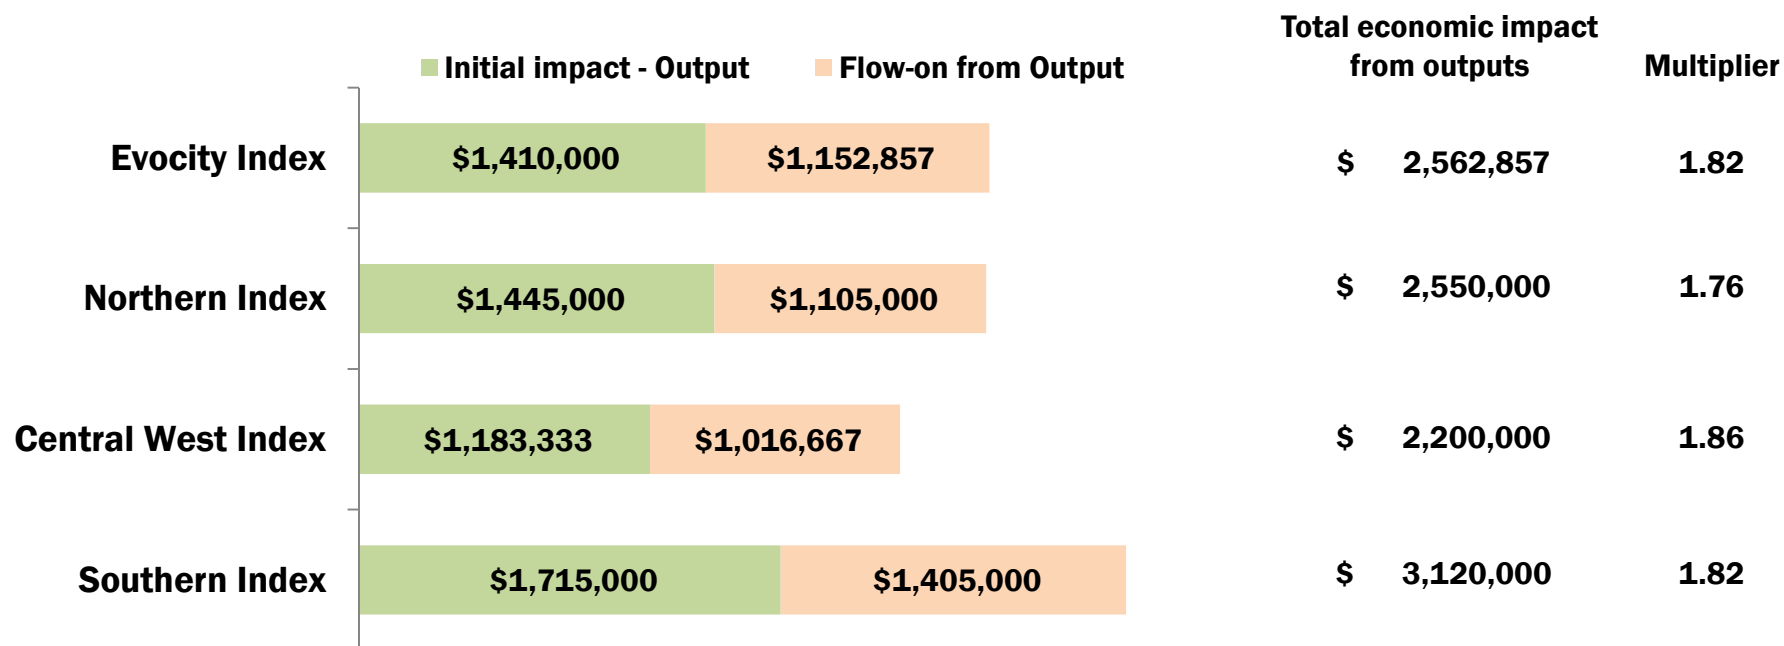 Total economic impact
from outputs
Multiplier
Initial impact - Output
Flow-on from Output
Evocity Index $1,410,000 $1,152,857 $ 2,562,857 1.82
Northern Index $1,445,000 $1,105,000 $ 2,550,000 1.76
Central West Index $1,183,333 $1,016,667 $ 2,200,000 1.86
Southern Index $1,715,000 $1,405,000 $ 3,120,000 1.82